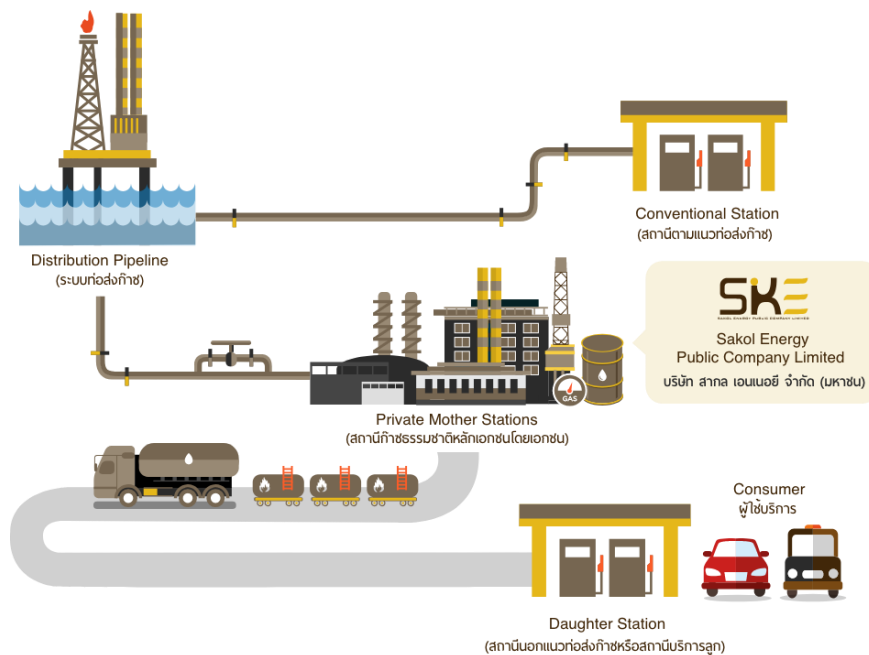 Conventional Station
(สถานีตามแนวท่อส่งก๊าซ)
Distribution Pipeline
(ระบบท่อส่งก๊าซ)
SKE
SAKOL ENERGY PUBLIC COMPANY LIMITED
Sakol Energy
Public Company Limited
บริษัท สากล เอนเนอยี จำกัด (มหาชน)
GAS
Private Mother Stations
(สถานีก๊าซธรรมชาติหลักเอกชนโดยเอกชน)
Consumer
ผู้ใช้บริการ
Daughter Station
(สถานีนอกแนวท่อส่งก๊าซหรือสถานีบริการลูก)